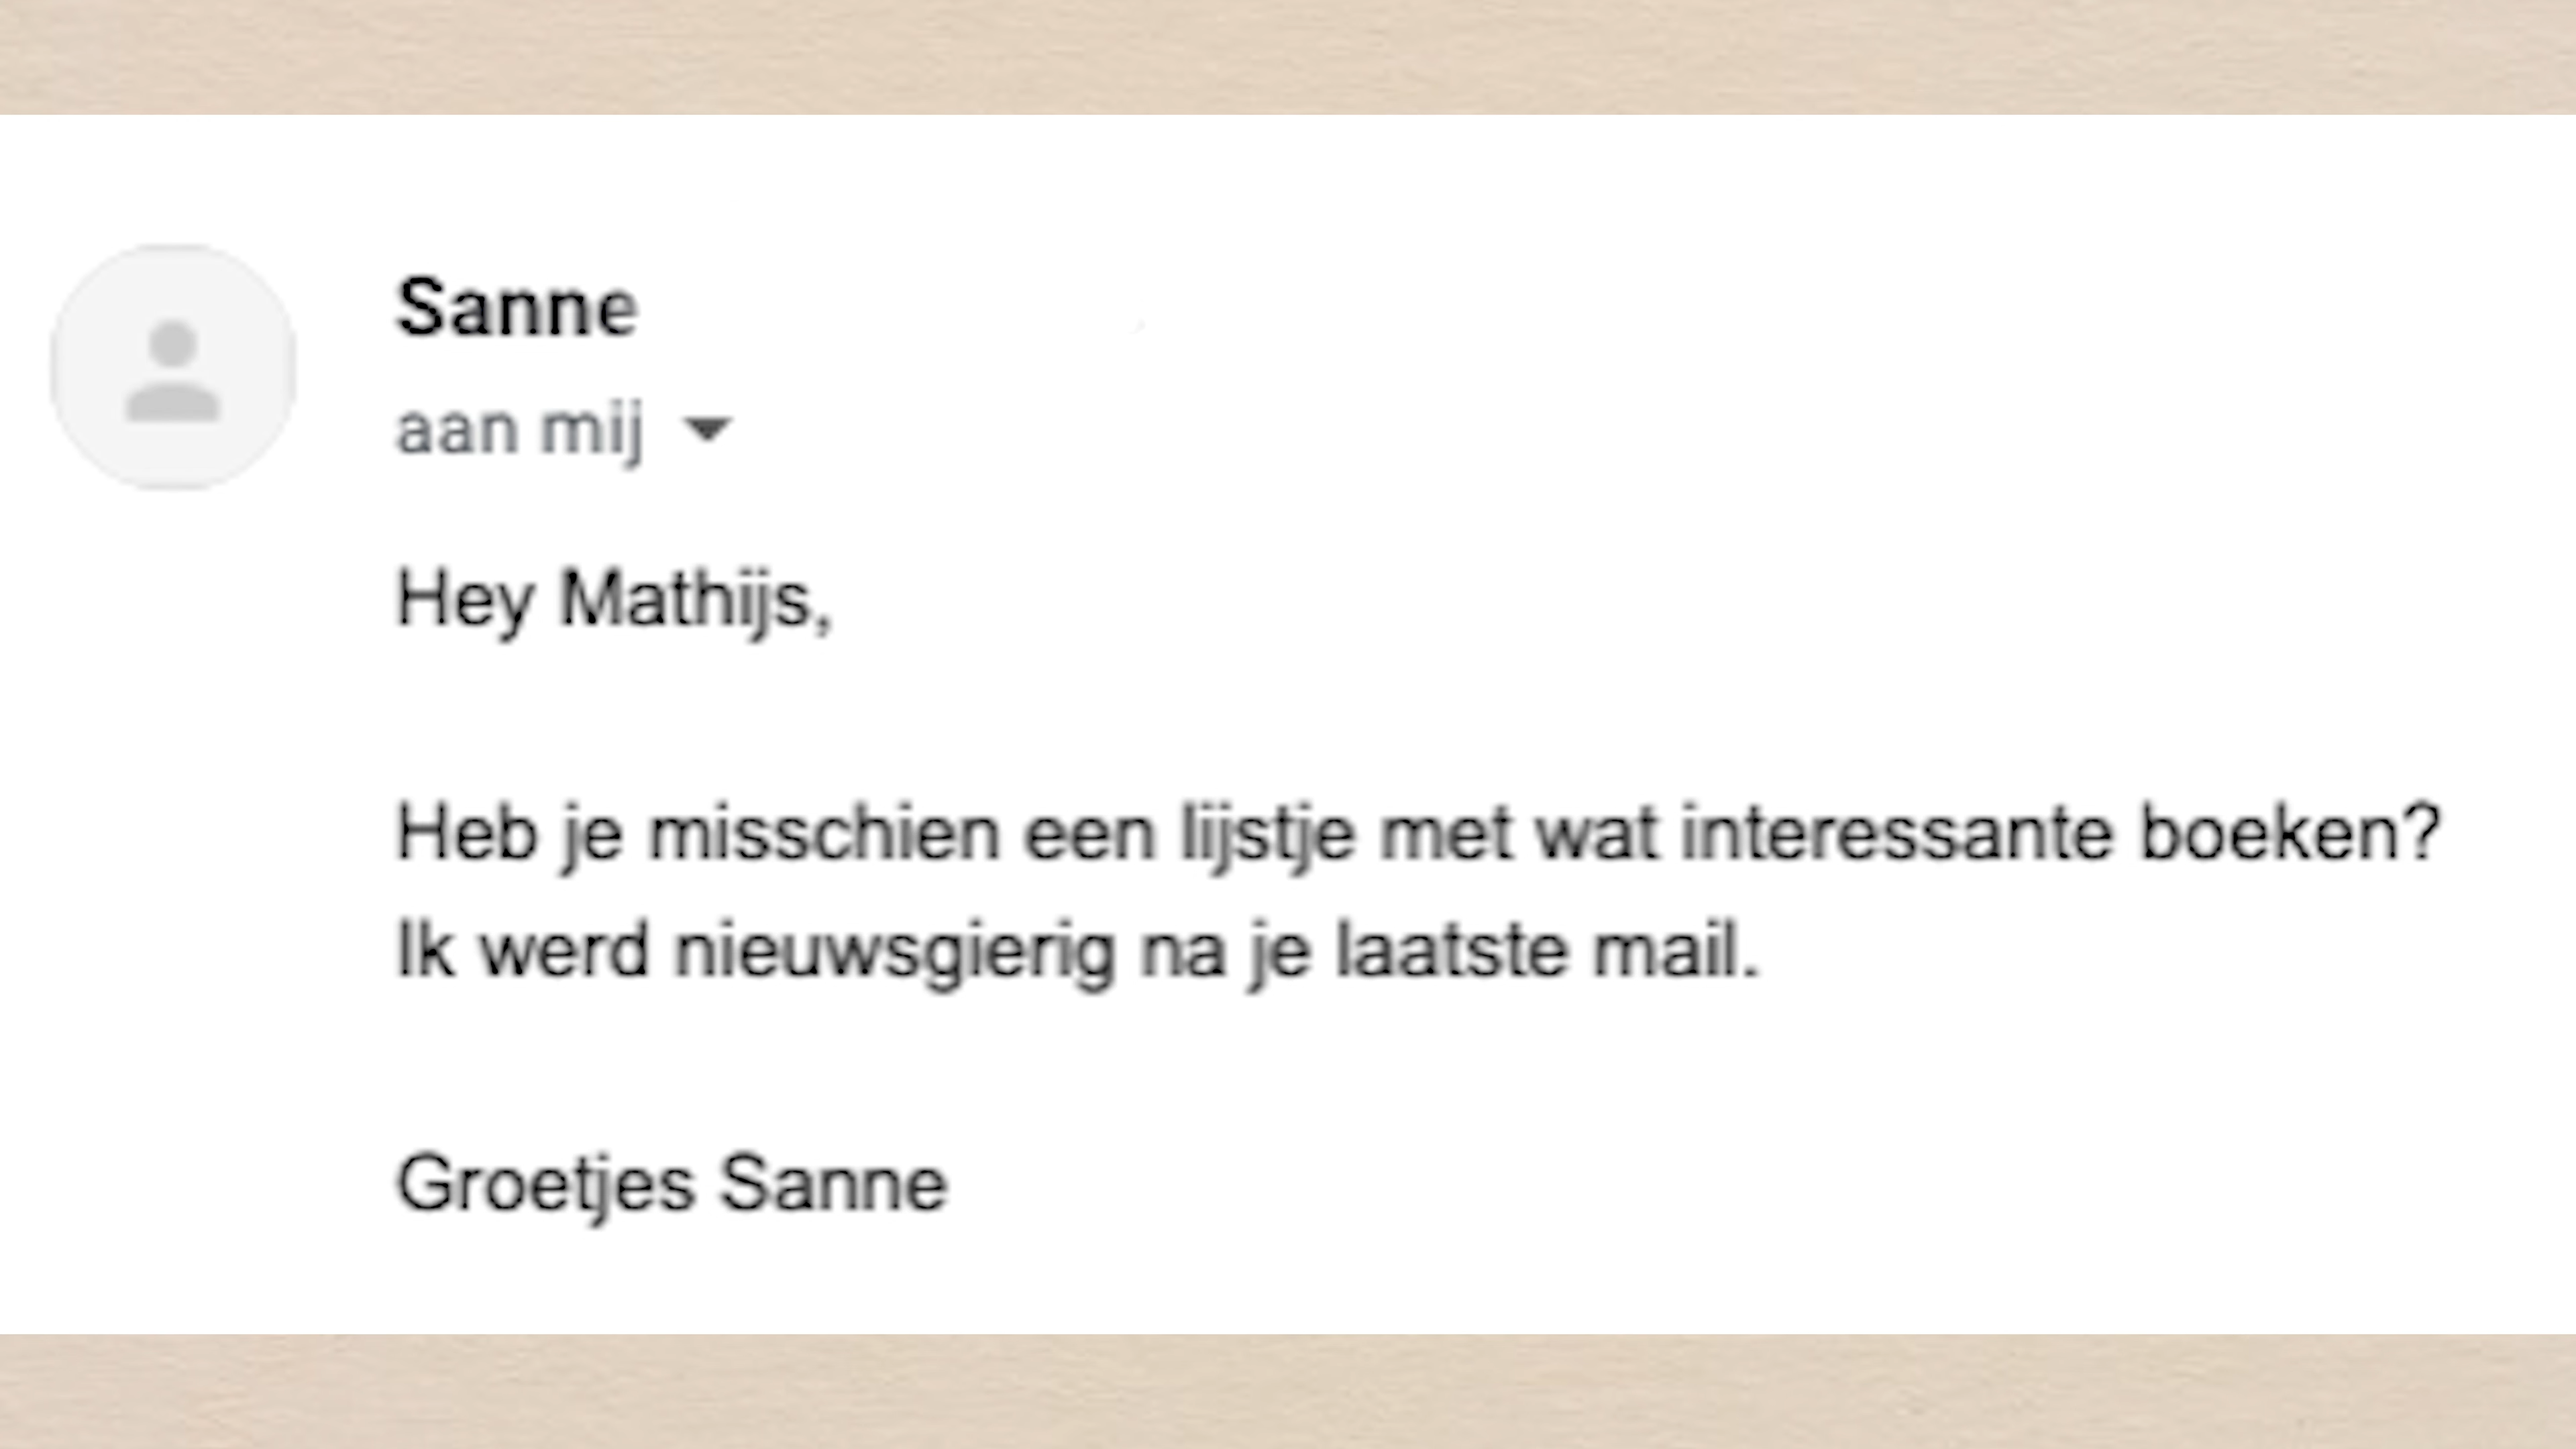 Sanne
aan mij
Hey Mathijs,
Heb je misschien een lijstje met wat interessante boeken?
Ik werd nieuwsgierig na je laatste mail.
Groetjes Sanne